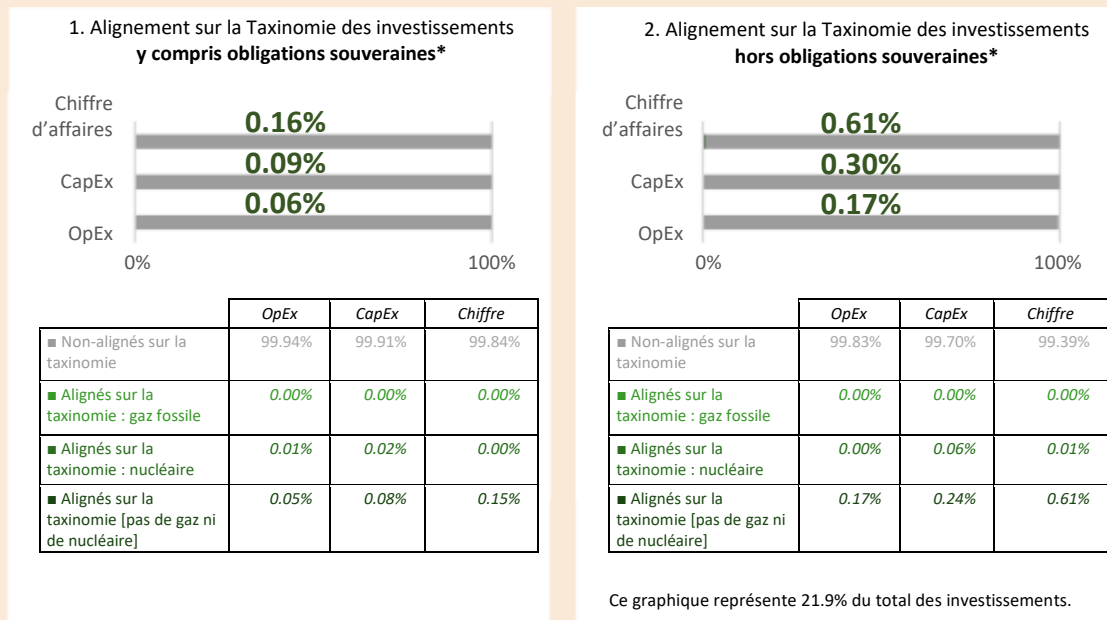 1. Alignement sur la Taxinomie des investissements
y compris obligations souveraines*
Chiffre
d'affaires
0.16%
CapEx
0.09%
OpEx
0.06%
0%
100%
OpEx CapEx Chiffre
■ Non-alignés sur la
taxinomie
99.94% 99.91% 99.84%
■ Alignés sur la
taxinomie : gaz fossile
0.00% 0.00% 0.00%
■ Alignés sur la
taxinomie : nucléaire
0.01% 0.02% 0.00%
■ Alignés sur la
taxinomie [pas de gaz ni
de nucléaire]
0.05% 0.08% 0.15%
2. Alignement sur la Taxinomie des investissements
hors obligations souveraines*
Chiffre
d'affaires
0.61%
CapEx
0.30%
OpEx
0.17%
0%
100%
OpEx CapEx Chiffre
■ Non-alignés sur la
taxinomie
99.83% 99.70% 99.39%
■ Alignés sur la
taxinomie : gaz fossile
0.00% 0.00% 0.00%
■ Alignés sur la
taxinomie : nucléaire
0.00% 0.06% 0.01%
■ Alignés sur la
taxinomie [pas de gaz ni
de nucléaire]
0.17% 0.24% 0.61%
Ce graphique représente 21.9% du total des investissements.